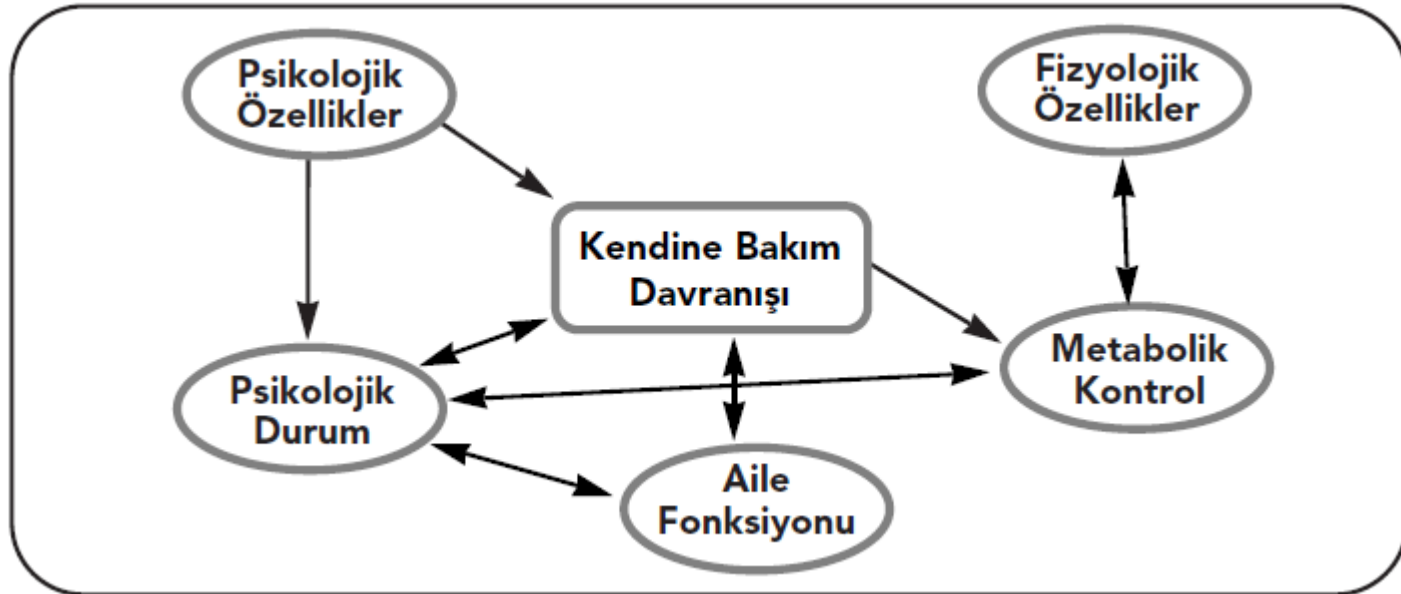 Psikolojik
Özellikler
Fizyolojik
Özellikler
Kendine Bakım
Davranışı
Psikolojik
Durum
Metabolik
Kontrol
Aile
Fonksiyonu